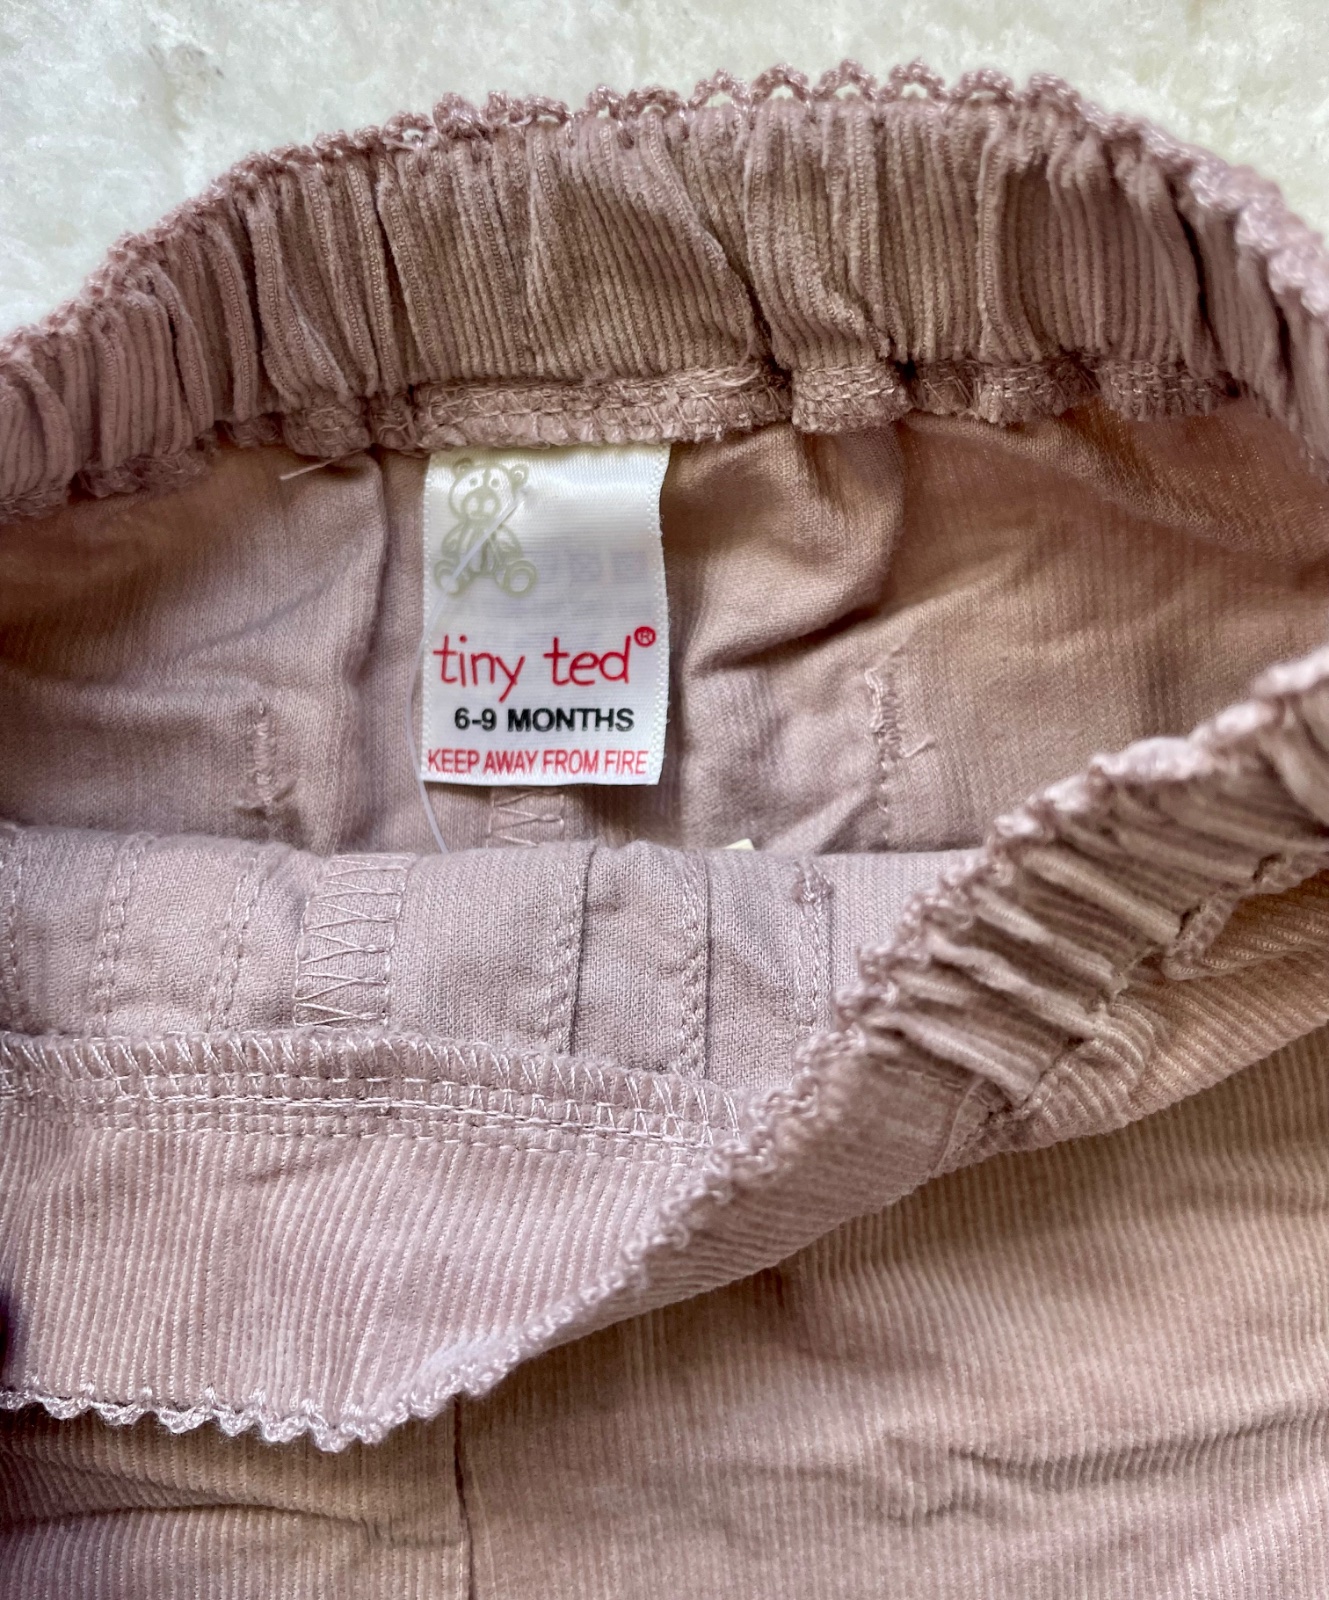 tiny ted®
6-9 MONTHS
KEEP AWAY FROM FIRE